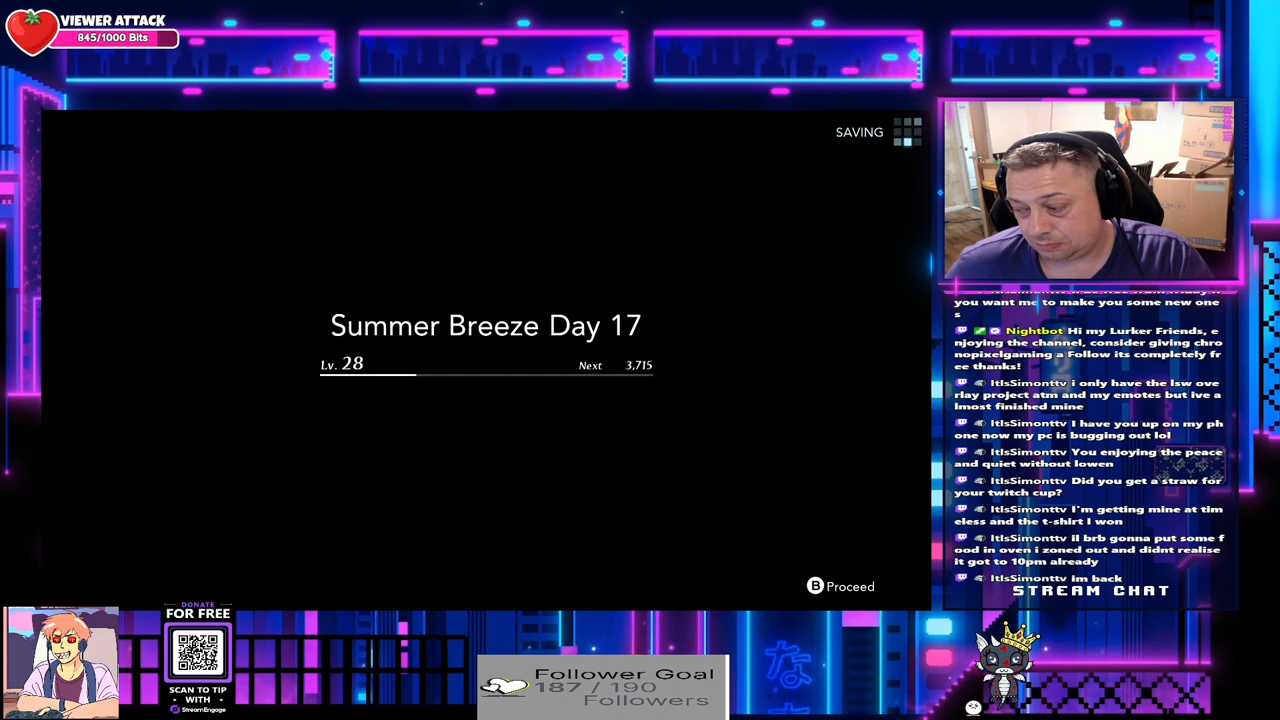 VIEWER ATTACK
845/1000 Bits
SAVING
Summer Breeze Day 17
Lv. 28 Next 3,715
B Proceed
you want me to make you some new one
s
Nightbot Hi my Lurker Friends, e
njoying the channel, consider giving chro
nopixelgaming a Follow its completely fr
ee thanks!
ItIsSimonttv i only have the lsw ove
rlay project atm and my emotes but ive a
lmost finished mine
ItIsSimonttv I have you up on my ph
one now my pc is bugging out lol
ItIsSimonttv You enjoying the peace
and quiet without lowen
ItIsSimonttv Did you get a straw for
your twitch cup?
ItIsSimonttv I'm getting mine at tim
eless and the t-shirt I won
ItIsSimonttv il brb gonna put some f
ood in oven i zoned out and didnt realise
it got to 10pm already
ItIsSimonttv im back
STREAM CHAT
DONATE
FOR FREE
SCAN TO TIP
WITH
StreamEngage
Follower Goal
187 / 190
Followers
な